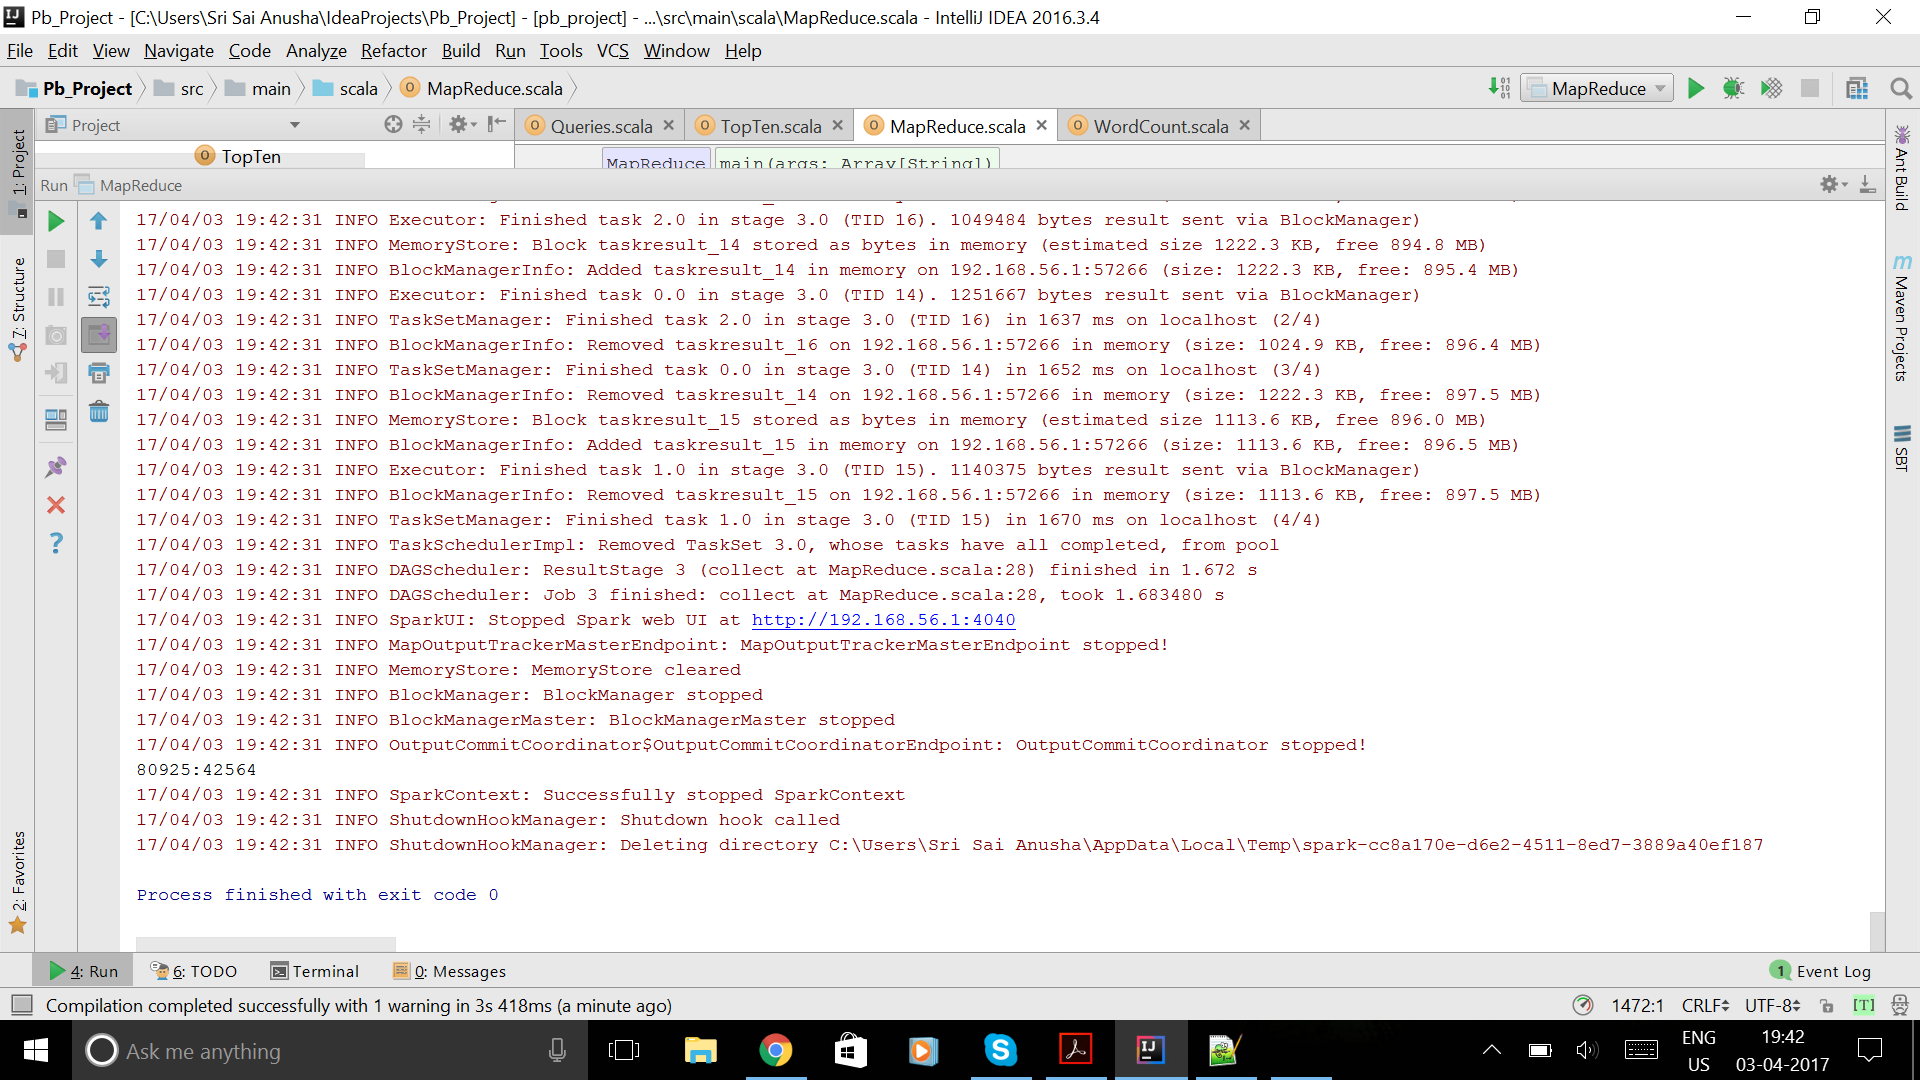 Pb_Project - [C:\Users\Sri Sai Anusha\IdeaProjects\Pb_Project] - [pb_project] - ...\src\main\scala\MapReduce.scala - IntelliJ IDEA 2016.3.4
File Edit View Navigate Code Analyze Refactor Build Run Tools VCS Window Help
Pb_Project src main scala MapReduce.scala MapReduce
Project Queries.scala TopTen.scala MapReduce.scala WordCount.scala
TopTen MapReduce main(args: Array[String])
Run MapReduce
1: Project
7: Structure
2: Favorites
Ant Build
Maven Projects
SBT
17/04/03 19:42:31 INFO Executor: Finished task 2.0 in stage 3.0 (TID 16). 1049484 bytes result sent via BlockManager)
17/04/03 19:42:31 INFO MemoryStore: Block taskresult_14 stored as bytes in memory (estimated size 1222.3 KB, free 894.8 MB)
17/04/03 19:42:31 INFO BlockManagerInfo: Added taskresult_14 in memory on 192.168.56.1:57266 (size: 1222.3 KB, free: 895.4 MB)
17/04/03 19:42:31 INFO Executor: Finished task 0.0 in stage 3.0 (TID 14). 1251667 bytes result sent via BlockManager)
17/04/03 19:42:31 INFO TaskSetManager: Finished task 2.0 in stage 3.0 (TID 16) in 1637 ms on localhost (2/4)
17/04/03 19:42:31 INFO BlockManagerInfo: Removed taskresult_16 on 192.168.56.1:57266 in memory (size: 1024.9 KB, free: 896.4 MB)
17/04/03 19:42:31 INFO TaskSetManager: Finished task 0.0 in stage 3.0 (TID 14) in 1652 ms on localhost (3/4)
17/04/03 19:42:31 INFO BlockManagerInfo: Removed taskresult_14 on 192.168.56.1:57266 in memory (size: 1222.3 KB, free: 897.5 MB)
17/04/03 19:42:31 INFO MemoryStore: Block taskresult_15 stored as bytes in memory (estimated size 1113.6 KB, free 896.0 MB)
17/04/03 19:42:31 INFO BlockManagerInfo: Added taskresult_15 in memory on 192.168.56.1:57266 (size: 1113.6 KB, free: 896.5 MB)
17/04/03 19:42:31 INFO Executor: Finished task 1.0 in stage 3.0 (TID 15). 1140375 bytes result sent via BlockManager)
17/04/03 19:42:31 INFO BlockManagerInfo: Removed taskresult_15 on 192.168.56.1:57266 in memory (size: 1113.6 KB, free: 897.5 MB)
17/04/03 19:42:31 INFO TaskSetManager: Finished task 1.0 in stage 3.0 (TID 15) in 1670 ms on localhost (4/4)
17/04/03 19:42:31 INFO TaskSchedulerImpl: Removed TaskSet 3.0, whose tasks have all completed, from pool
17/04/03 19:42:31 INFO DAGScheduler: ResultStage 3 (collect at MapReduce.scala:28) finished in 1.672 s
17/04/03 19:42:31 INFO DAGScheduler: Job 3 finished: collect at MapReduce.scala:28, took 1.683480 s
17/04/03 19:42:31 INFO SparkUI: Stopped Spark web UI at http://192.168.56.1:4040
17/04/03 19:42:31 INFO MapOutputTrackerMasterEndpoint: MapOutputTrackerMasterEndpoint stopped!
17/04/03 19:42:31 INFO MemoryStore: MemoryStore cleared
17/04/03 19:42:31 INFO BlockManager: BlockManager stopped
17/04/03 19:42:31 INFO BlockManagerMaster: BlockManagerMaster stopped
17/04/03 19:42:31 INFO OutputCommitCoordinator$OutputCommitCoordinatorEndpoint: OutputCommitCoordinator stopped!
80925:42564
17/04/03 19:42:31 INFO SparkContext: Successfully stopped SparkContext
17/04/03 19:42:31 INFO ShutdownHookManager: Shutdown hook called
17/04/03 19:42:31 INFO ShutdownHookManager: Deleting directory C:\Users\Sri Sai Anusha\AppData\Local\Temp\spark-cc8a170e-d6e2-4511-8ed7-3889a40ef187
Process finished with exit code 0
4: Run 6: TODO Terminal 0: Messages 1 Event Log
Compilation completed successfully with 1 warning in 3s 418ms (a minute ago) 1472:1 CRLF UTF-8 [T]
Ask me anything
ENG 19:42
US 03-04-2017